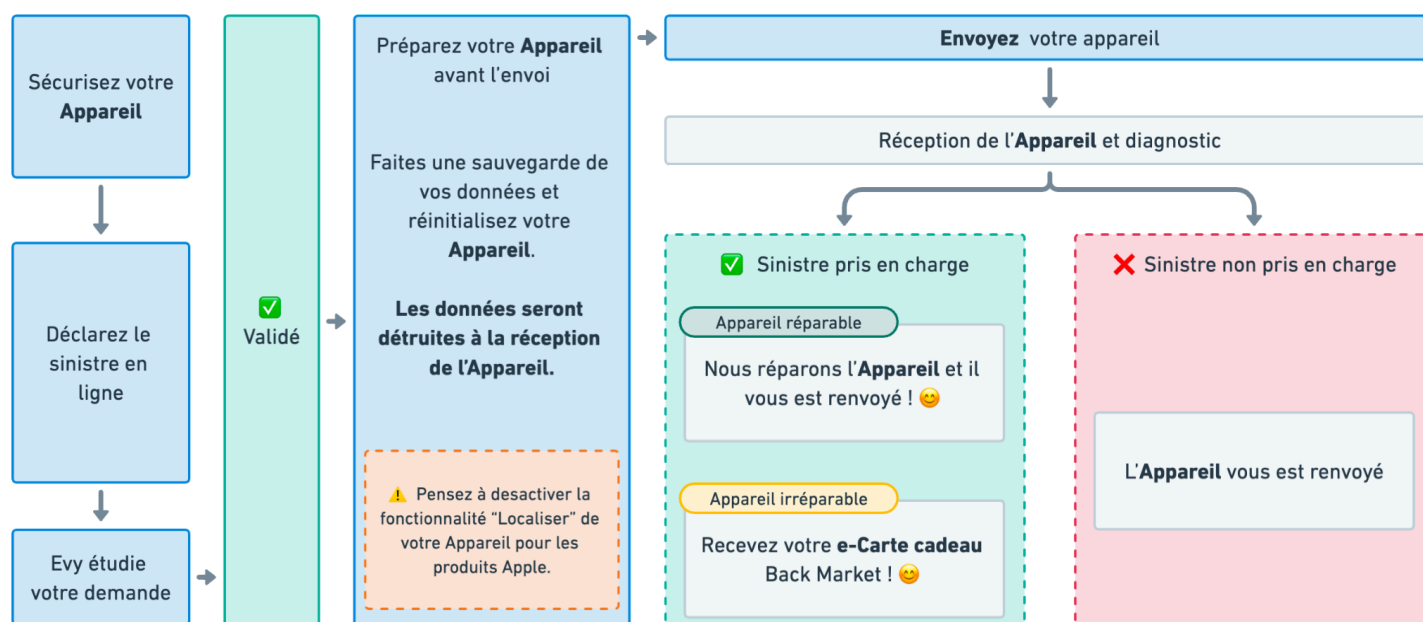 Sécurisez votre
Appareil
Déclarez le
sinistre en
ligne
Evy étudie
votre demande
✅
Validé
Préparez votre Appareil
avant l’envoi
Faites une sauvegarde de
vos données et
réinitialisez votre
Appareil.
Les données seront
détruites à la réception
de l’Appareil.
⚠️ Pensez à desactiver la
fonctionnalité “Localiser” de
votre Appareil pour les
produits Apple.
Envoyez votre appareil
Réception de l’Appareil et diagnostic
✅ Sinistre pris en charge
Appareil réparable
Nous réparons l’Appareil et il
vous est renvoyé ! 😊
Appareil irréparable
Recevez votre e-Carte cadeau
Back Market ! 😊
❌ Sinistre non pris en charge
L’Appareil vous est renvoyé